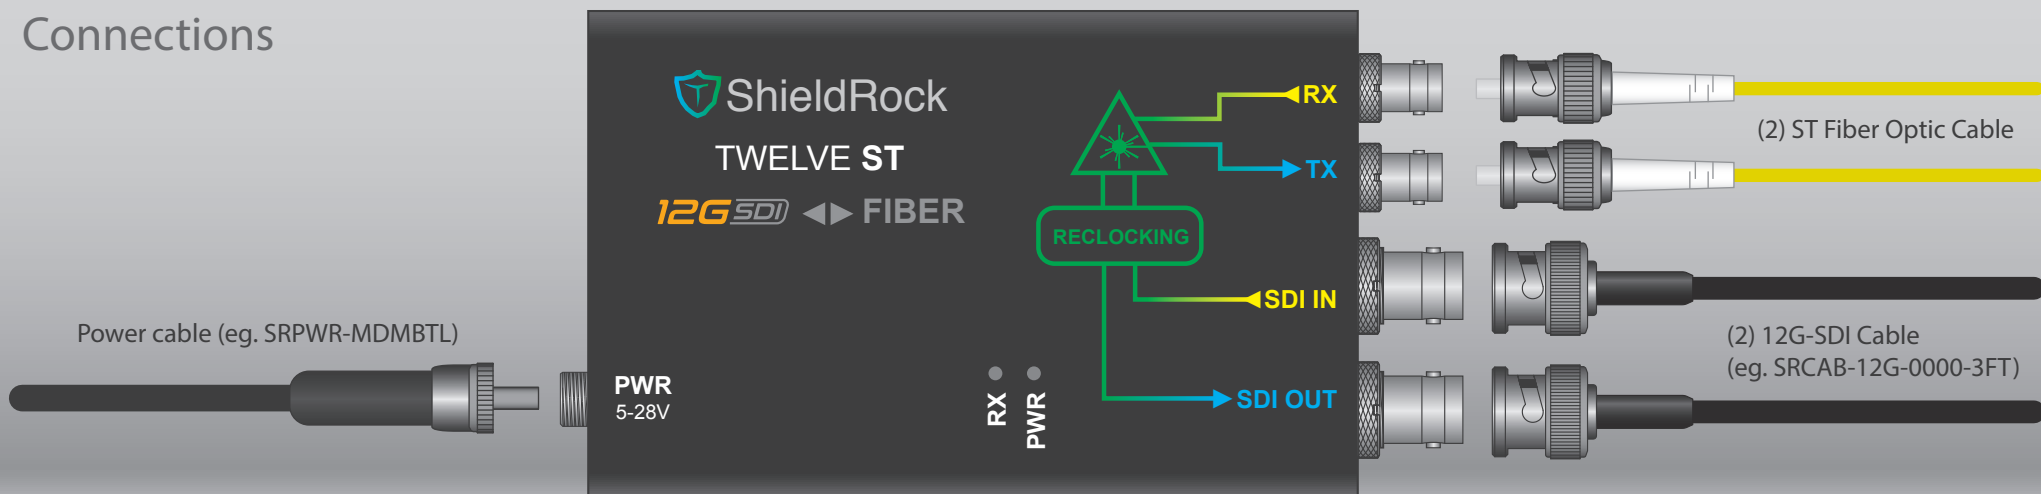 Connections
ShieldRock
TWELVE ST
12G SDI ◀▶ FIBER
RX
TX
RECLOCKING
SDI IN
SDI OUT
PWR
5-28V
RX
PWR
Power cable (eg. SRPWR-MDMBTL)
(2) ST Fiber Optic Cable
(2) 12G-SDI Cable
(eg. SRCAB-12G-0000-3FT)